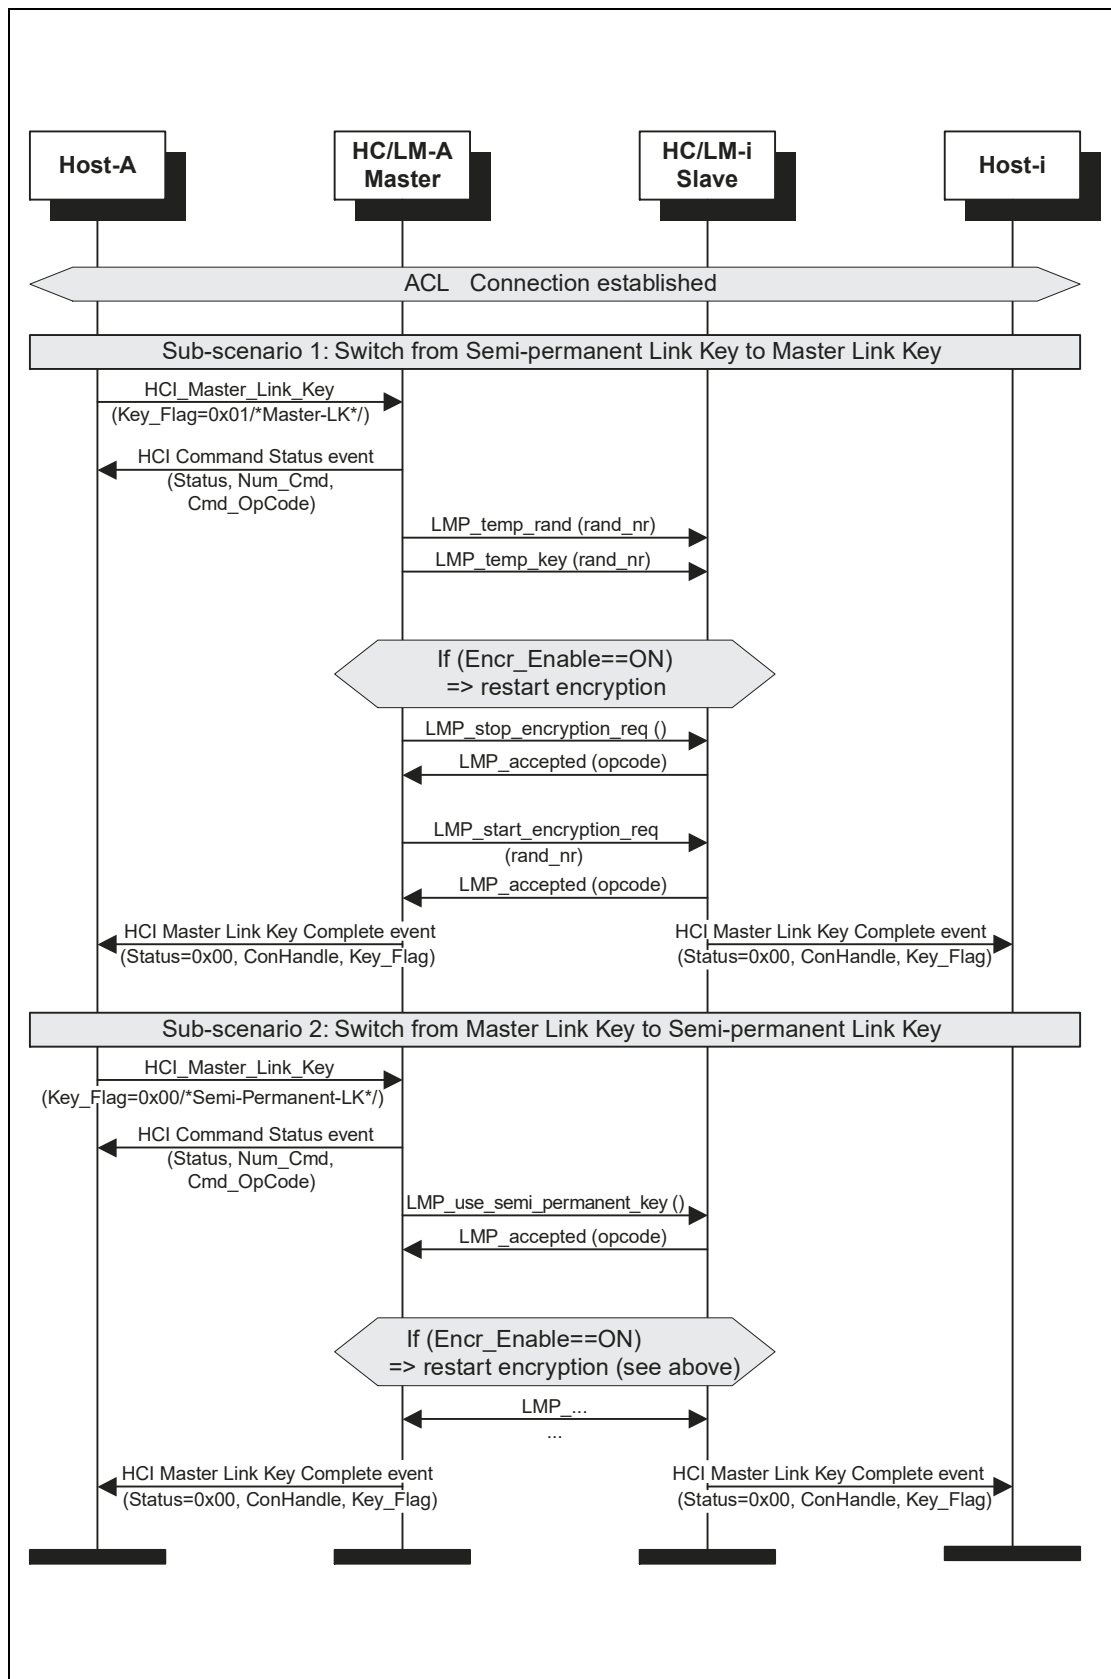 Host-A
HC/LM-A
Master
HC/LM-i
Slave
Host-i
ACL   Connection established
Sub-scenario 1: Switch from Semi-permanent Link Key to Master Link Key
HCI_Master_Link_Key
(Key_Flag=0x01/*Master-LK*/)
HCI Command Status event
(Status, Num_Cmd,
Cmd_OpCode)
LMP_temp_rand (rand_nr)
LMP_temp_key (rand_nr)
If (Encr_Enable==ON)
=> restart encryption
LMP_stop_encryption_req ()
LMP_accepted (opcode)
LMP_start_encryption_req
(rand_nr)
LMP_accepted (opcode)
HCI Master Link Key Complete event
(Status=0x00, ConHandle, Key_Flag)
HCI Master Link Key Complete event
(Status=0x00, ConHandle, Key_Flag)
Sub-scenario 2: Switch from Master Link Key to Semi-permanent Link Key
HCI_Master_Link_Key
(Key_Flag=0x00/*Semi-Permanent-LK*/)
HCI Command Status event
(Status, Num_Cmd,
Cmd_OpCode)
LMP_use_semi_permanent_key ()
LMP_accepted (opcode)
If (Encr_Enable==ON)
=> restart encryption (see above)
LMP_...
...
HCI Master Link Key Complete event
(Status=0x00, ConHandle, Key_Flag)
HCI Master Link Key Complete event
(Status=0x00, ConHandle, Key_Flag)